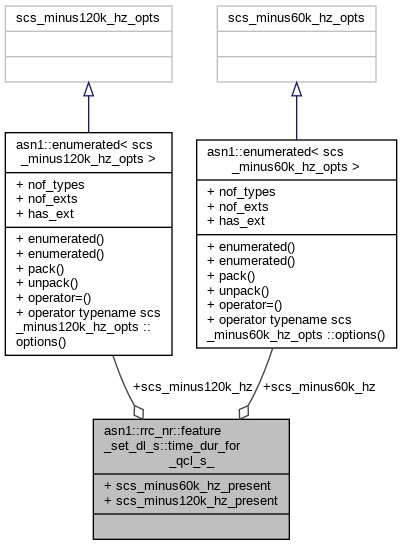 scs_minus120k_hz_opts
scs_minus60k_hz_opts
asn1::enumerated< scs
_minus120k_hz_opts >
+ nof_types
+ nof_exts
+ has_ext
+ enumerated()
+ enumerated()
+ pack()
+ unpack()
+ operator=()
+ operator typename scs
_minus120k_hz_opts ::
options()
asn1::enumerated< scs
_minus60k_hz_opts >
+ nof_types
+ nof_exts
+ has_ext
+ enumerated()
+ enumerated()
+ pack()
+ unpack()
+ operator=()
+ operator typename scs
_minus60k_hz_opts ::options()
+scs_minus120k_hz
+scs_minus60k_hz
asn1::rrc_nr::feature
_set_dl_s::time_dur_for
_qcl_s_
+ scs_minus60k_hz_present
+ scs_minus120k_hz_present